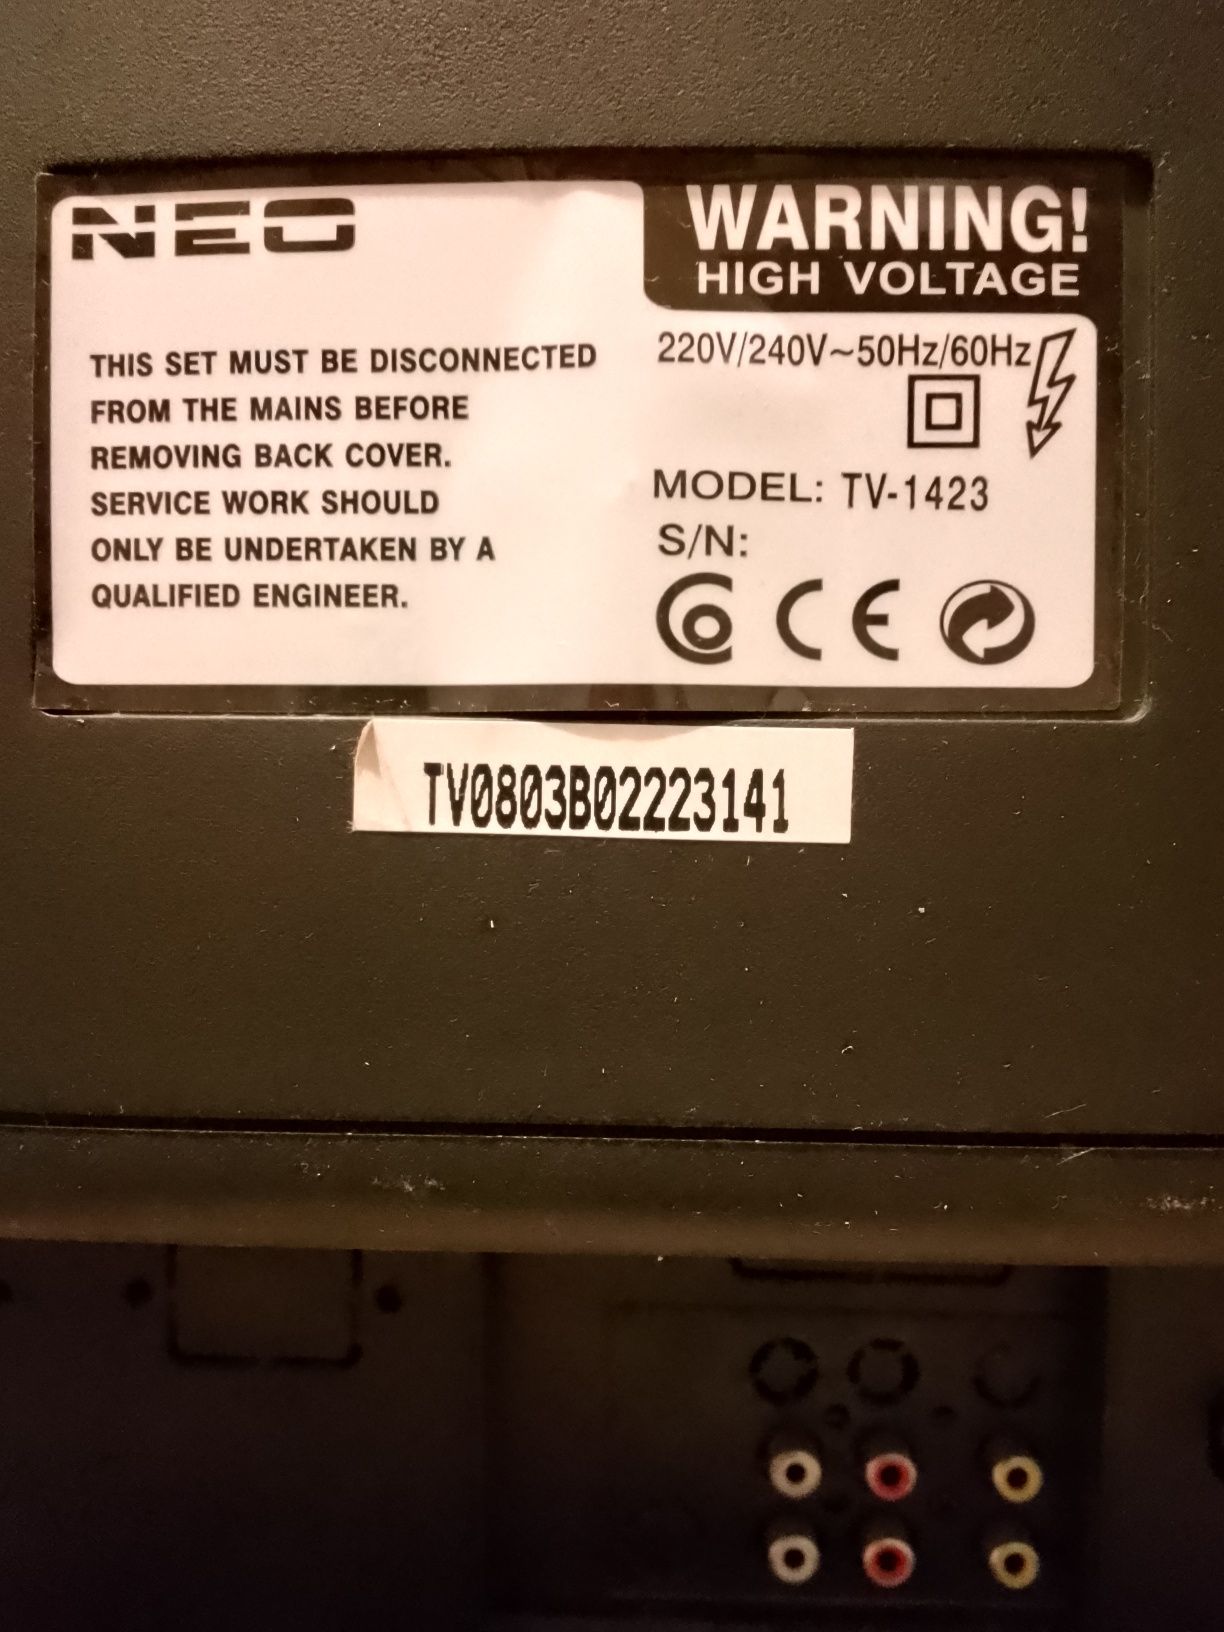 NEO
WARNING!
HIGH VOLTAGE
THIS SET MUST BE DISCONNECTED
FROM THE MAINS BEFORE
REMOVING BACK COVER.
SERVICE WORK SHOULD
ONLY BE UNDERTAKEN BY A
QUALIFIED ENGINEER.
220V/240V~50Hz/60Hz
MODEL: TV-1423
S/N:
CE
TV0803B02223141